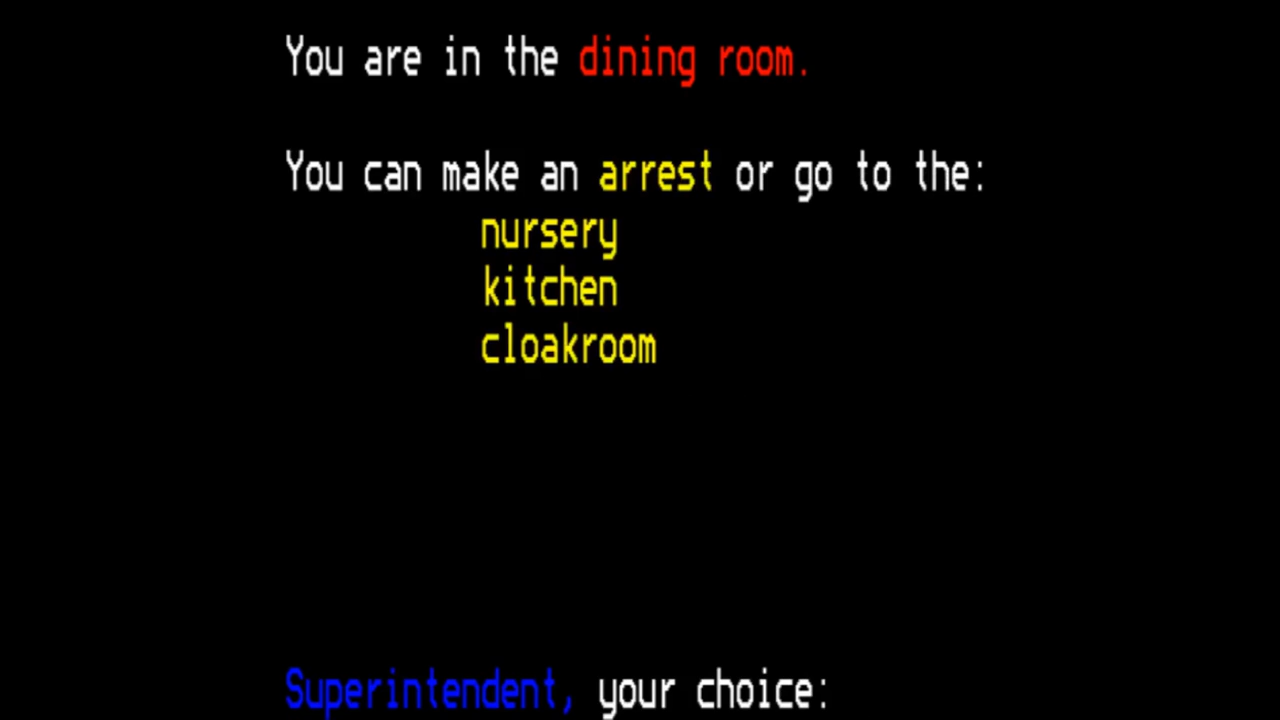 You are in the dining room.
You can make an arrest or go to the:
nursery
kitchen
cloakroom
Superintendent, your choice: